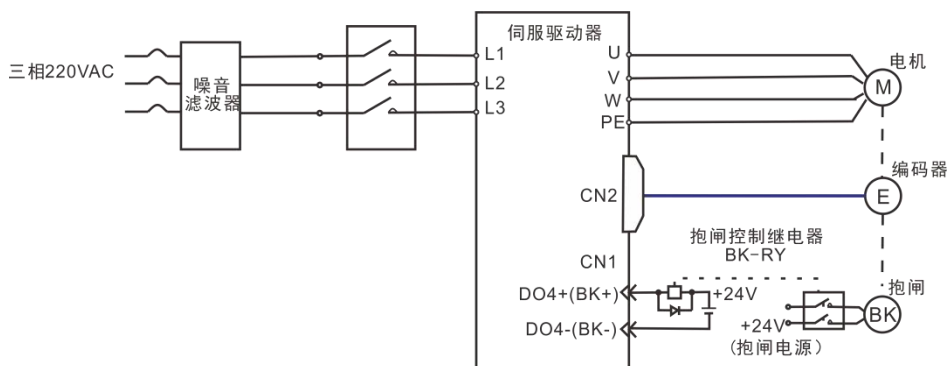 伺服驱动器
三相220VAC
噪音
滤波器
L1
L2
L3
U
V
W
PE
电机
M
编码器
E
CN2
抱闸控制继电器
BK-RY
CN1
DO4+(BK+)
+24V
抱闸
BK
DO4-(BK-)
+24V
(抱闸电源)